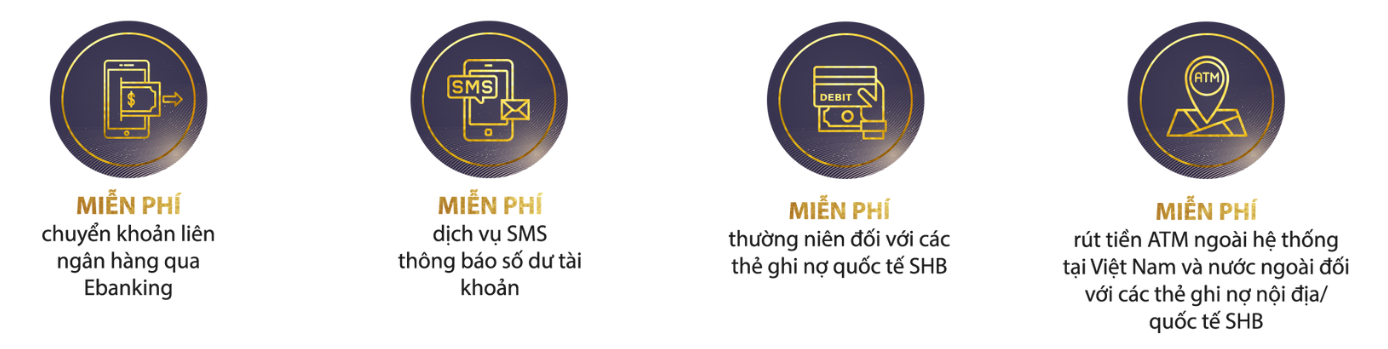 $
MIỄN PHÍ
chuyển khoản liên
ngân hàng qua
Ebanking
SMS
MIỄN PHÍ
dịch vụ SMS
thông báo số dư tài
khoản
DEBIT
MIỄN PHÍ
thường niên đối với các
thẻ ghi nợ quốc tế SHB
ATM
MIỄN PHÍ
rút tiền ATM ngoài hệ thống
tại Việt Nam và nước ngoài đối
với các thẻ ghi nợ nội địa/
quốc tế SHB